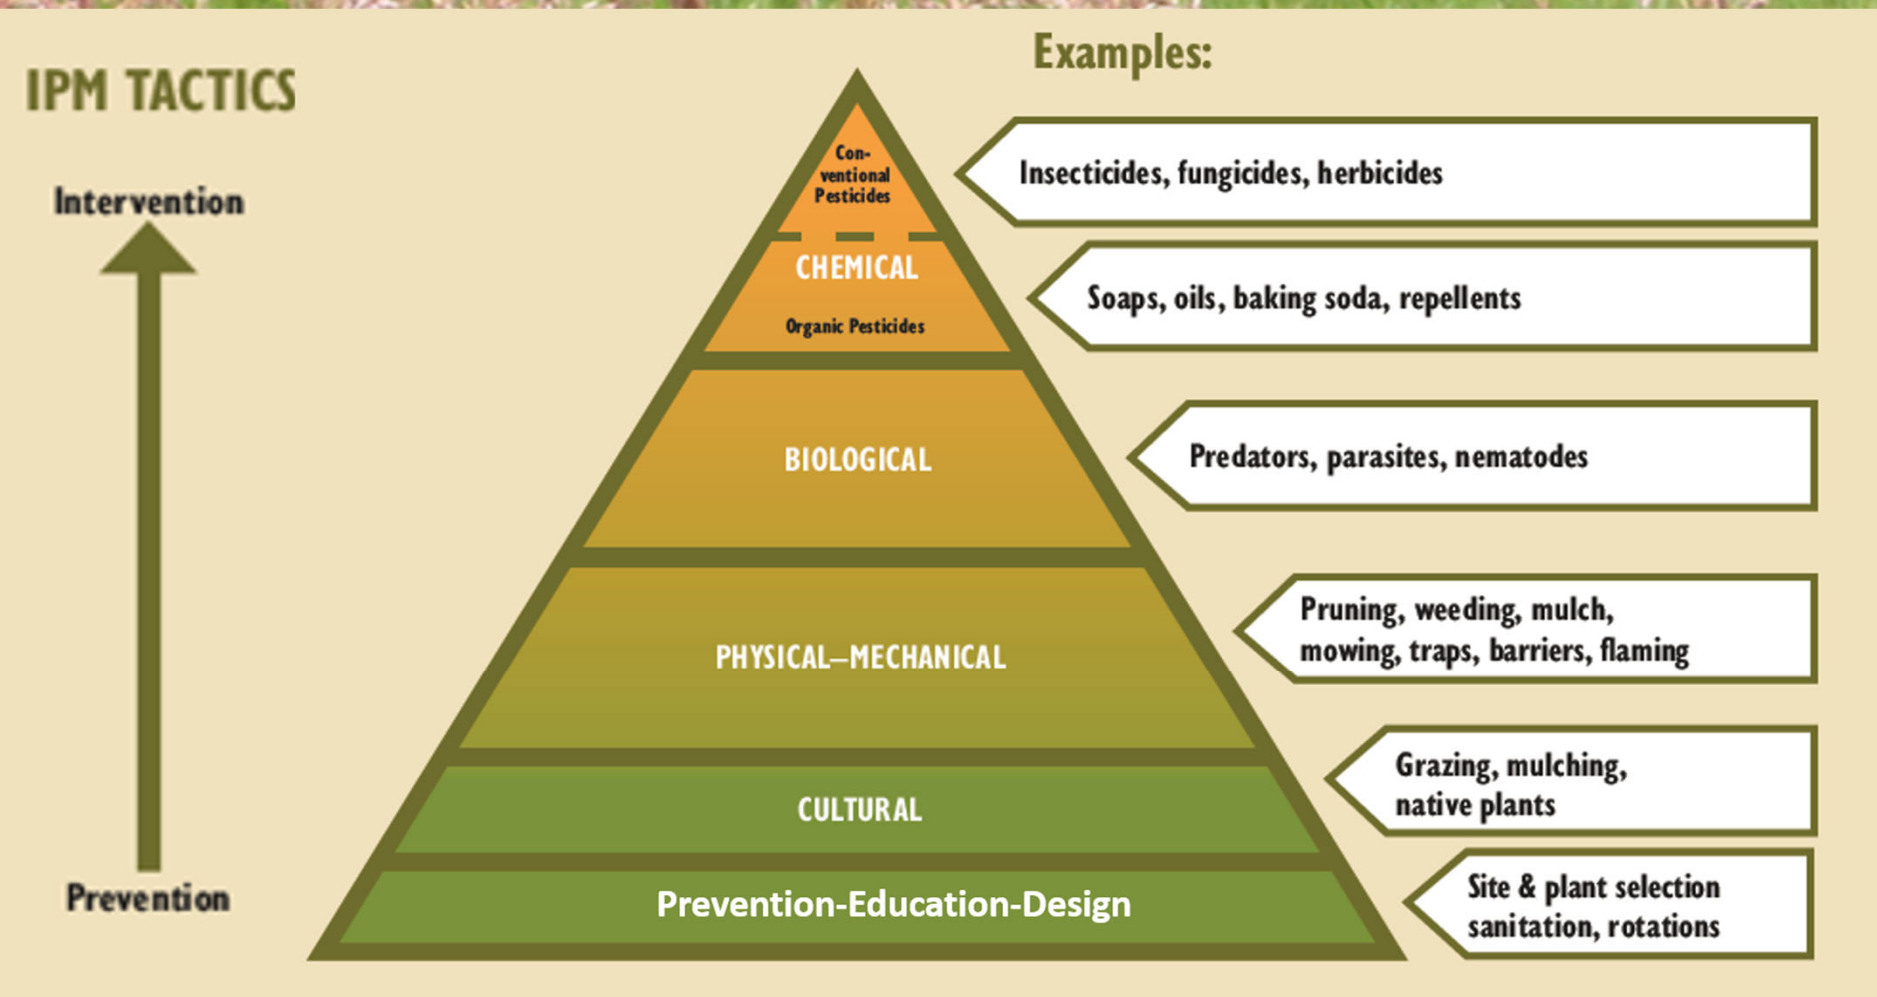 IPM TACTICS
Intervention
Prevention
Con-
ventional
Pesticides
CHEMICAL
Organic Pesticides
BIOLOGICAL
PHYSICAL–MECHANICAL
CULTURAL
Prevention-Education-Design
Examples:
Insecticides, fungicides, herbicides
Soaps, oils, baking soda, repellents
Predators, parasites, nematodes
Pruning, weeding, mulch,
mowing, traps, barriers, flaming
Grazing, mulching,
native plants
Site & plant selection
sanitation, rotations